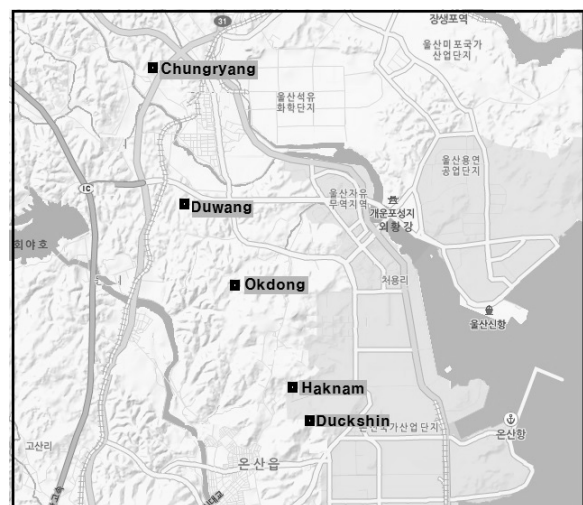 장생포역
31
울산미포국가
산업단지
Chungryang
울산석유
화학단지
울산용연
공업단지
IC
울산자유
무역지역
개운포성지
Duwang
외황강
회야호
처용리
Okdong
울산신항
Haknam
Duckshin
온산국가산업단지
온산항
고산리
온산읍